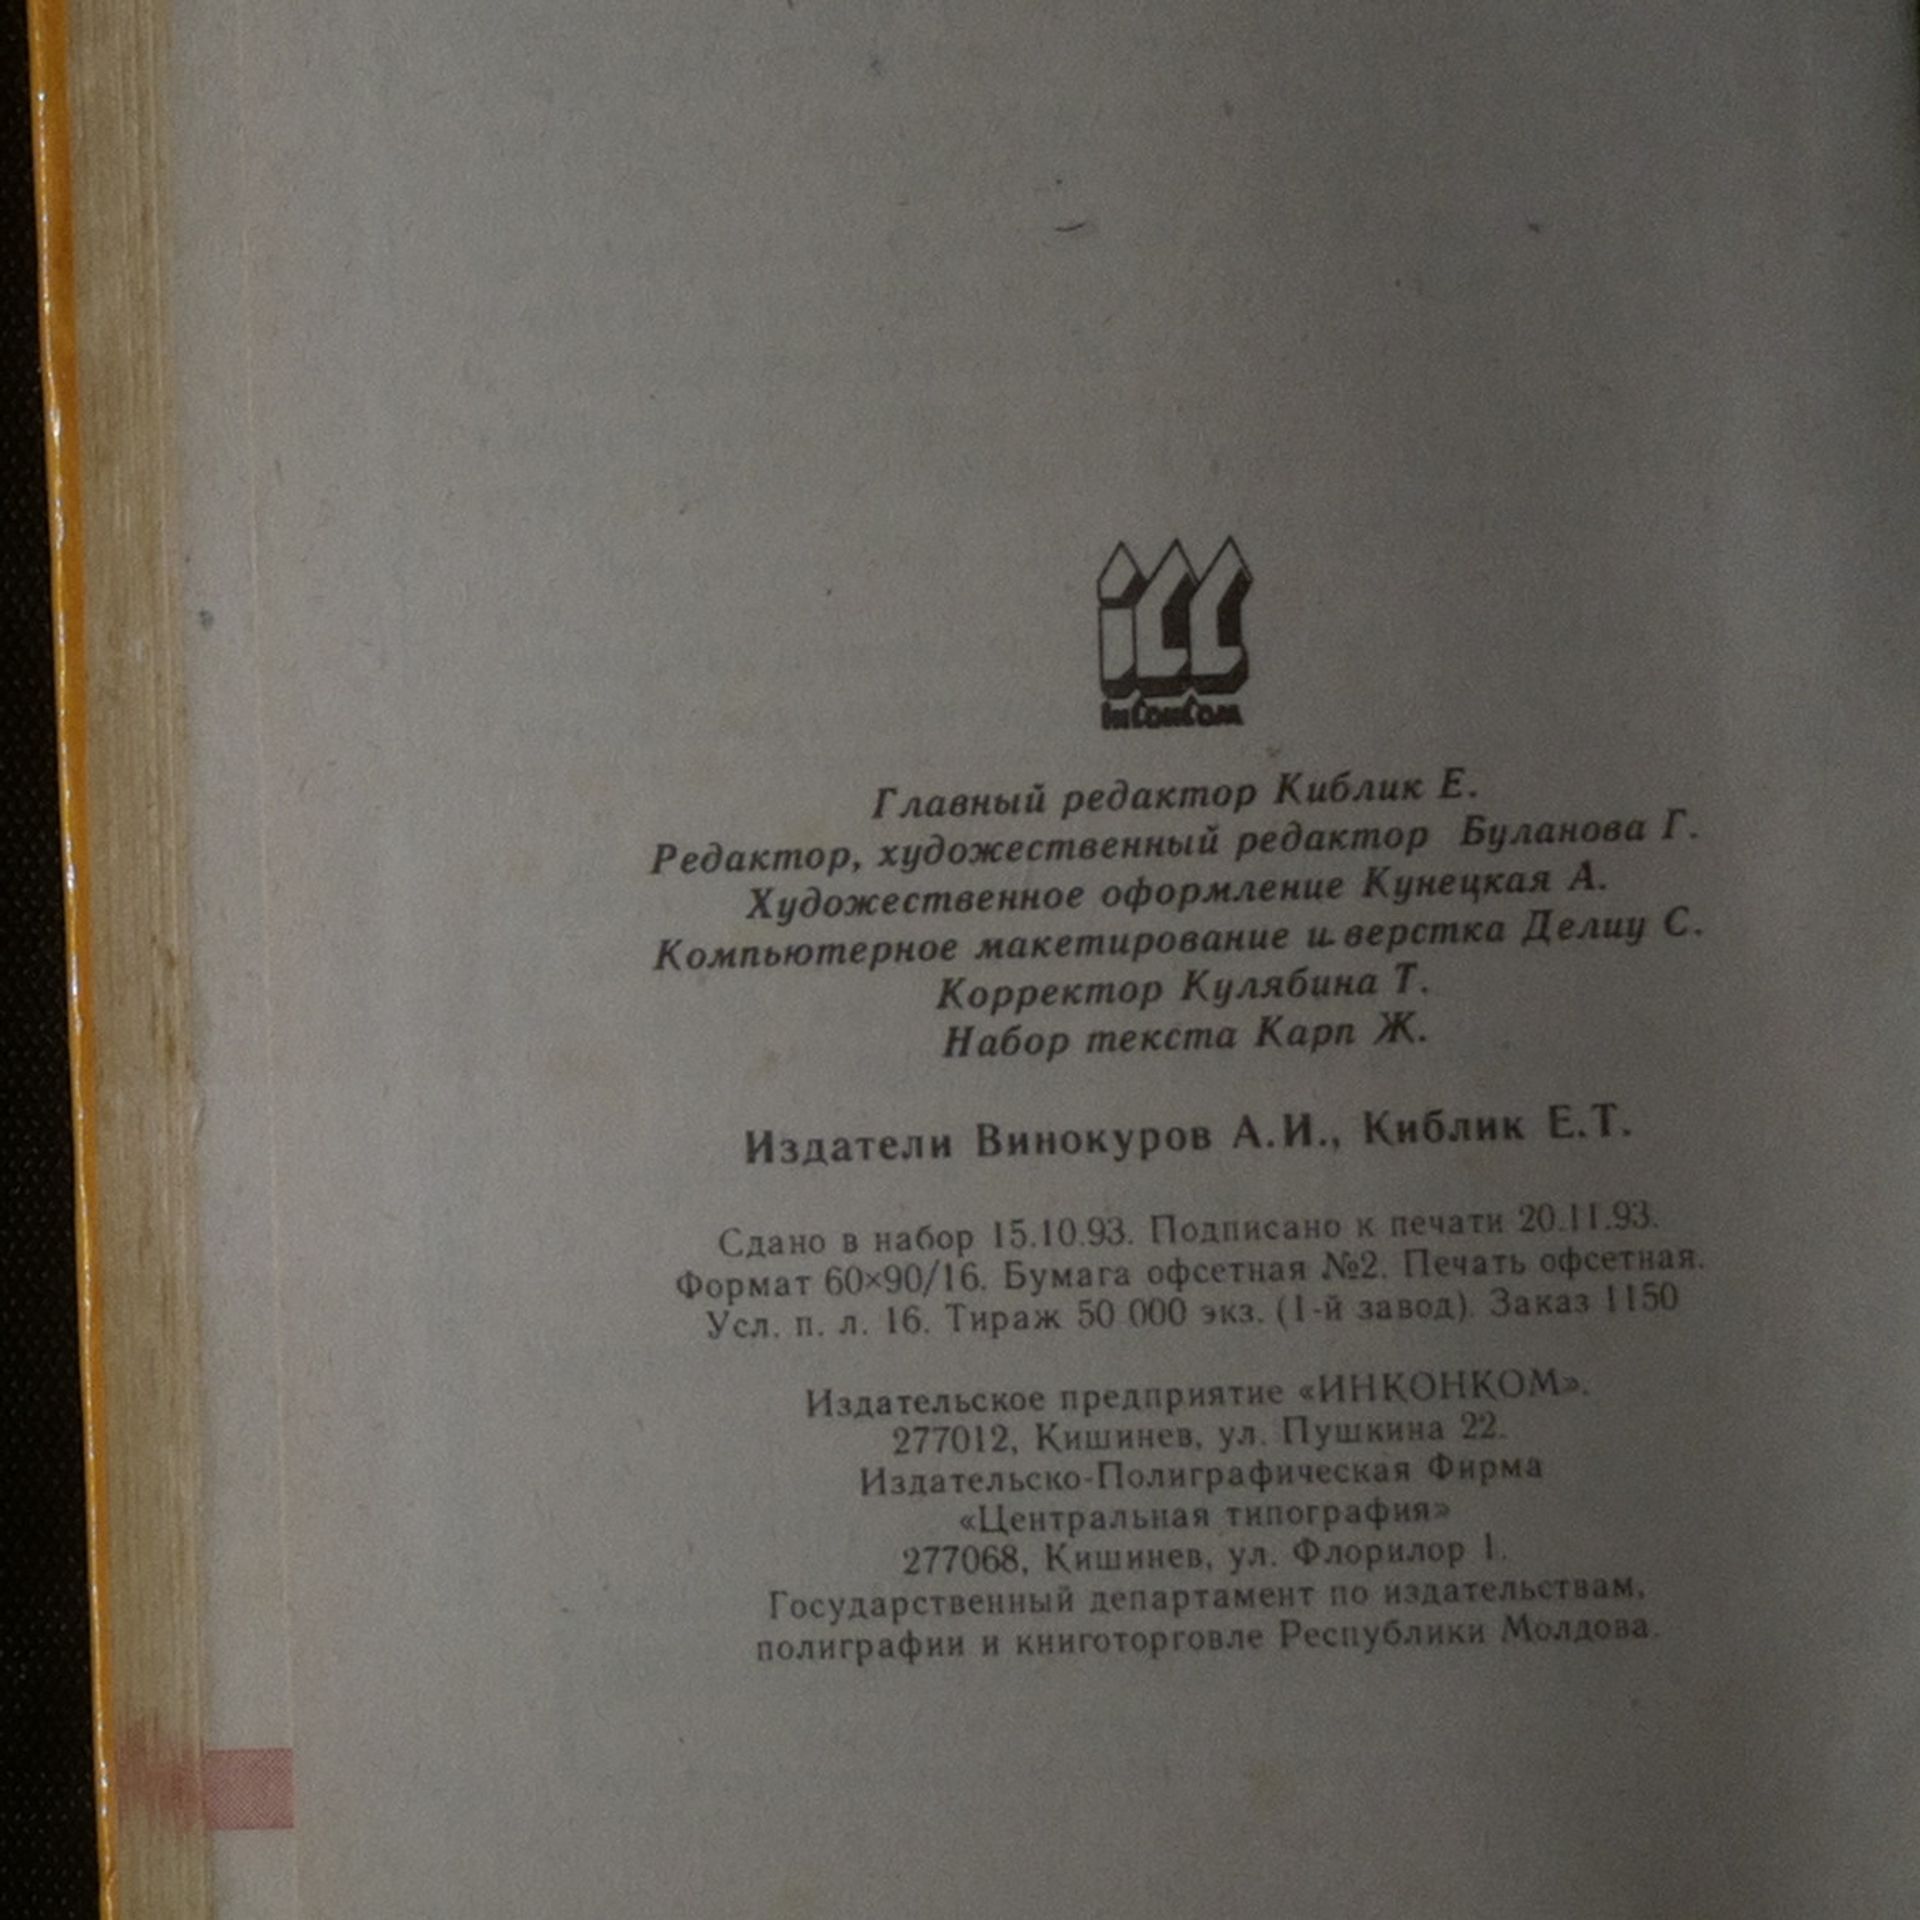 InConCom
Главный редактор Киблик Е.
Редактор, художественный редактор Буланова Г.
Художественное оформление Кунецкая А.
Компьютерное макетирование и верстка Делиу С.
Корректор Кулябина Т.
Набор текста Карп Ж.
Издатели Винокуров А.И., Киблик Е.Т.
Сдано в набор 15.10.93. Подписано к печати 20.11.93.
Формат 60×90/16. Бумага офсетная №2. Печать офсетная.
Усл. п. л. 16. Тираж 50 000 экз. (1-й завод). Заказ 1150
Издательское предприятие «ИНКОНКОМ».
277012, Кишинев, ул. Пушкина 22.
Издательско-Полиграфическая Фирма
«Центральная типография»
277068, Кишинев, ул. Флорилор 1.
Государственный департамент по издательствам,
полиграфии и книготорговле Республики Молдова.